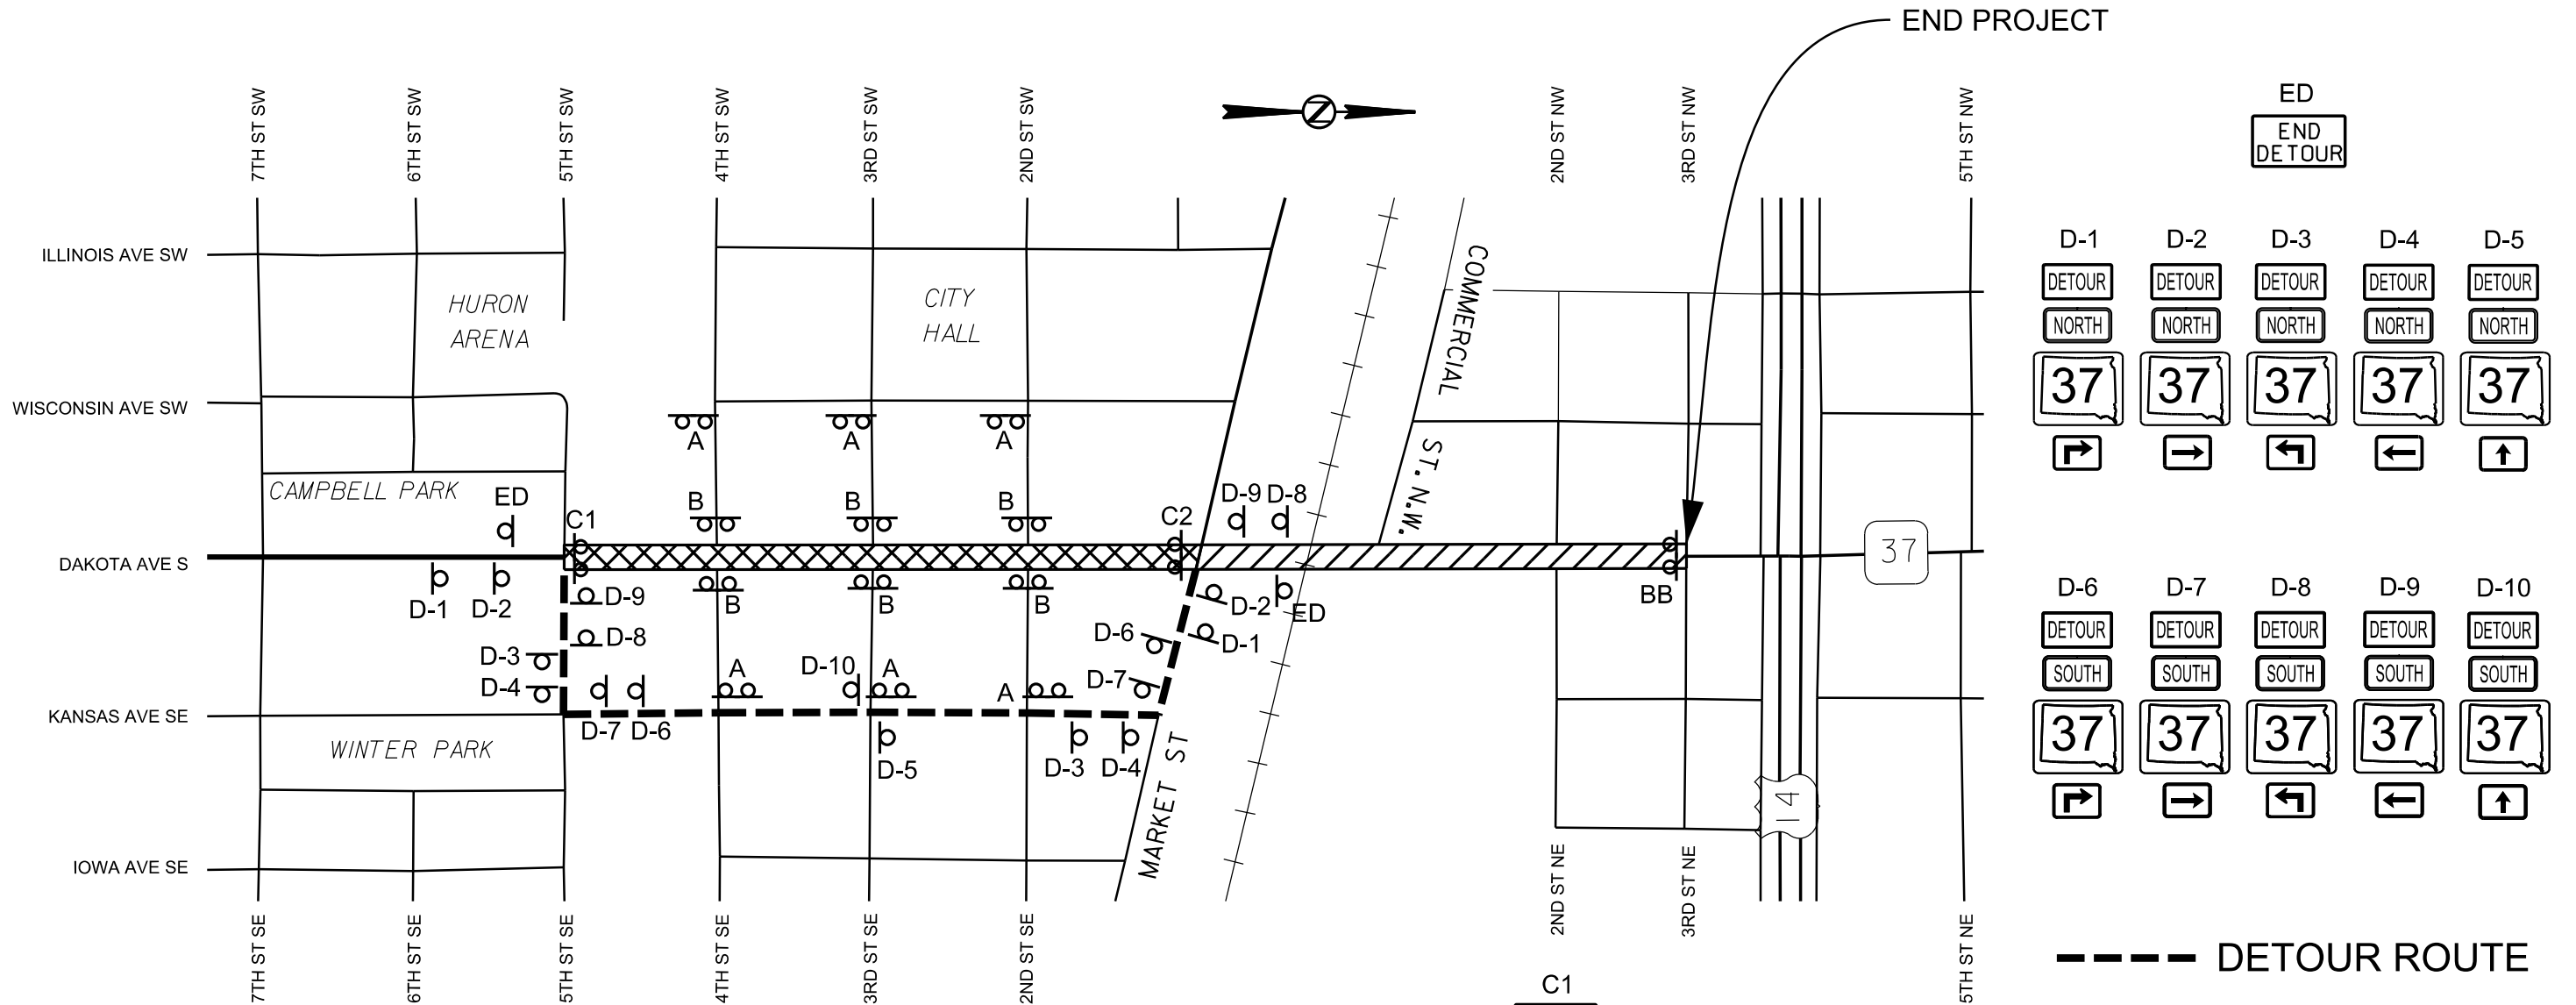 END PROJECT
7TH ST SW
6TH ST SW
5TH ST SW
4TH ST SW
3RD ST SW
2ND ST SW
Z
2ND ST NW
3RD ST NW
5TH ST NW
ED
END
DETOUR
ILLINOIS AVE SW
WISCONSIN AVE SW
DAKOTA AVE S
KANSAS AVE SE
IOWA AVE SE
HURON
ARENA
CITY
HALL
COMMERCIAL
ST. N.W.
CAMPBELL PARK
WINTER PARK
MARKET ST
A
A
A
B
B
B
ED
C1
C2
D-9
D-8
D-1
D-2
D-9
D-8
D-3
D-4
B
B
B
D-2
ED
D-1
BB
37
D-6
D-7
A
D-10
A
A
D-7
D-6
D-5
D-3
D-4
14
D-1
D-2
D-3
D-4
D-5
DETOUR
DETOUR
DETOUR
DETOUR
DETOUR
NORTH
NORTH
NORTH
NORTH
NORTH
37
37
37
37
37
D-6
D-7
D-8
D-9
D-10
DETOUR
DETOUR
DETOUR
DETOUR
DETOUR
SOUTH
SOUTH
SOUTH
SOUTH
SOUTH
37
37
37
37
37
7TH ST SE
6TH ST SE
5TH ST SE
4TH ST SE
3RD ST SE
2ND ST SE
2ND ST NE
3RD ST NE
5TH ST NE
DETOUR ROUTE
C1